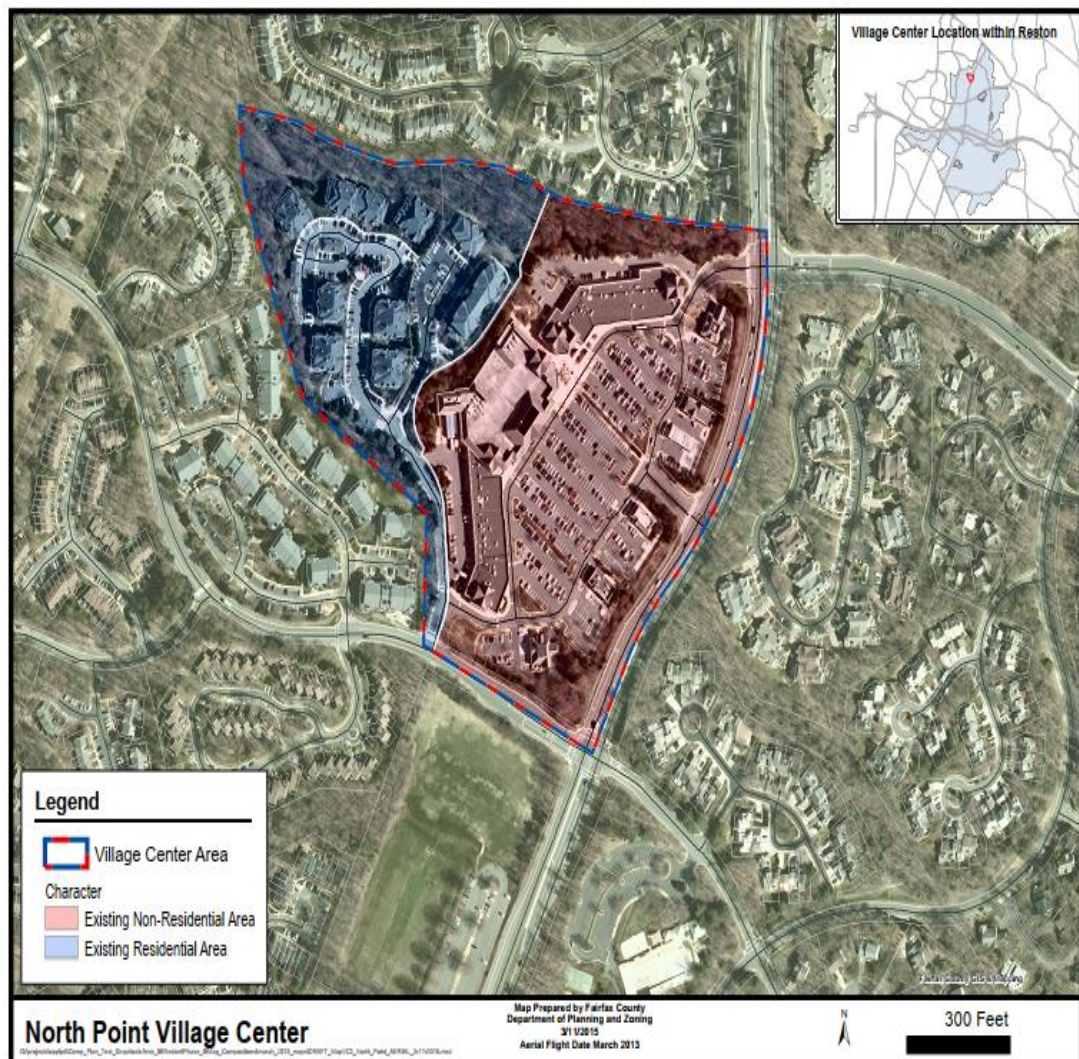 Village Center Location within Reston
Legend
Village Center Area
Character
Existing Non-Residential Area
Existing Residential Area
North Point Village Center
Map Prepared by Fairfax County
Department of Planning and Zoning
3/11/2015
Aerial Flight Date March 2013
N
300 Feet